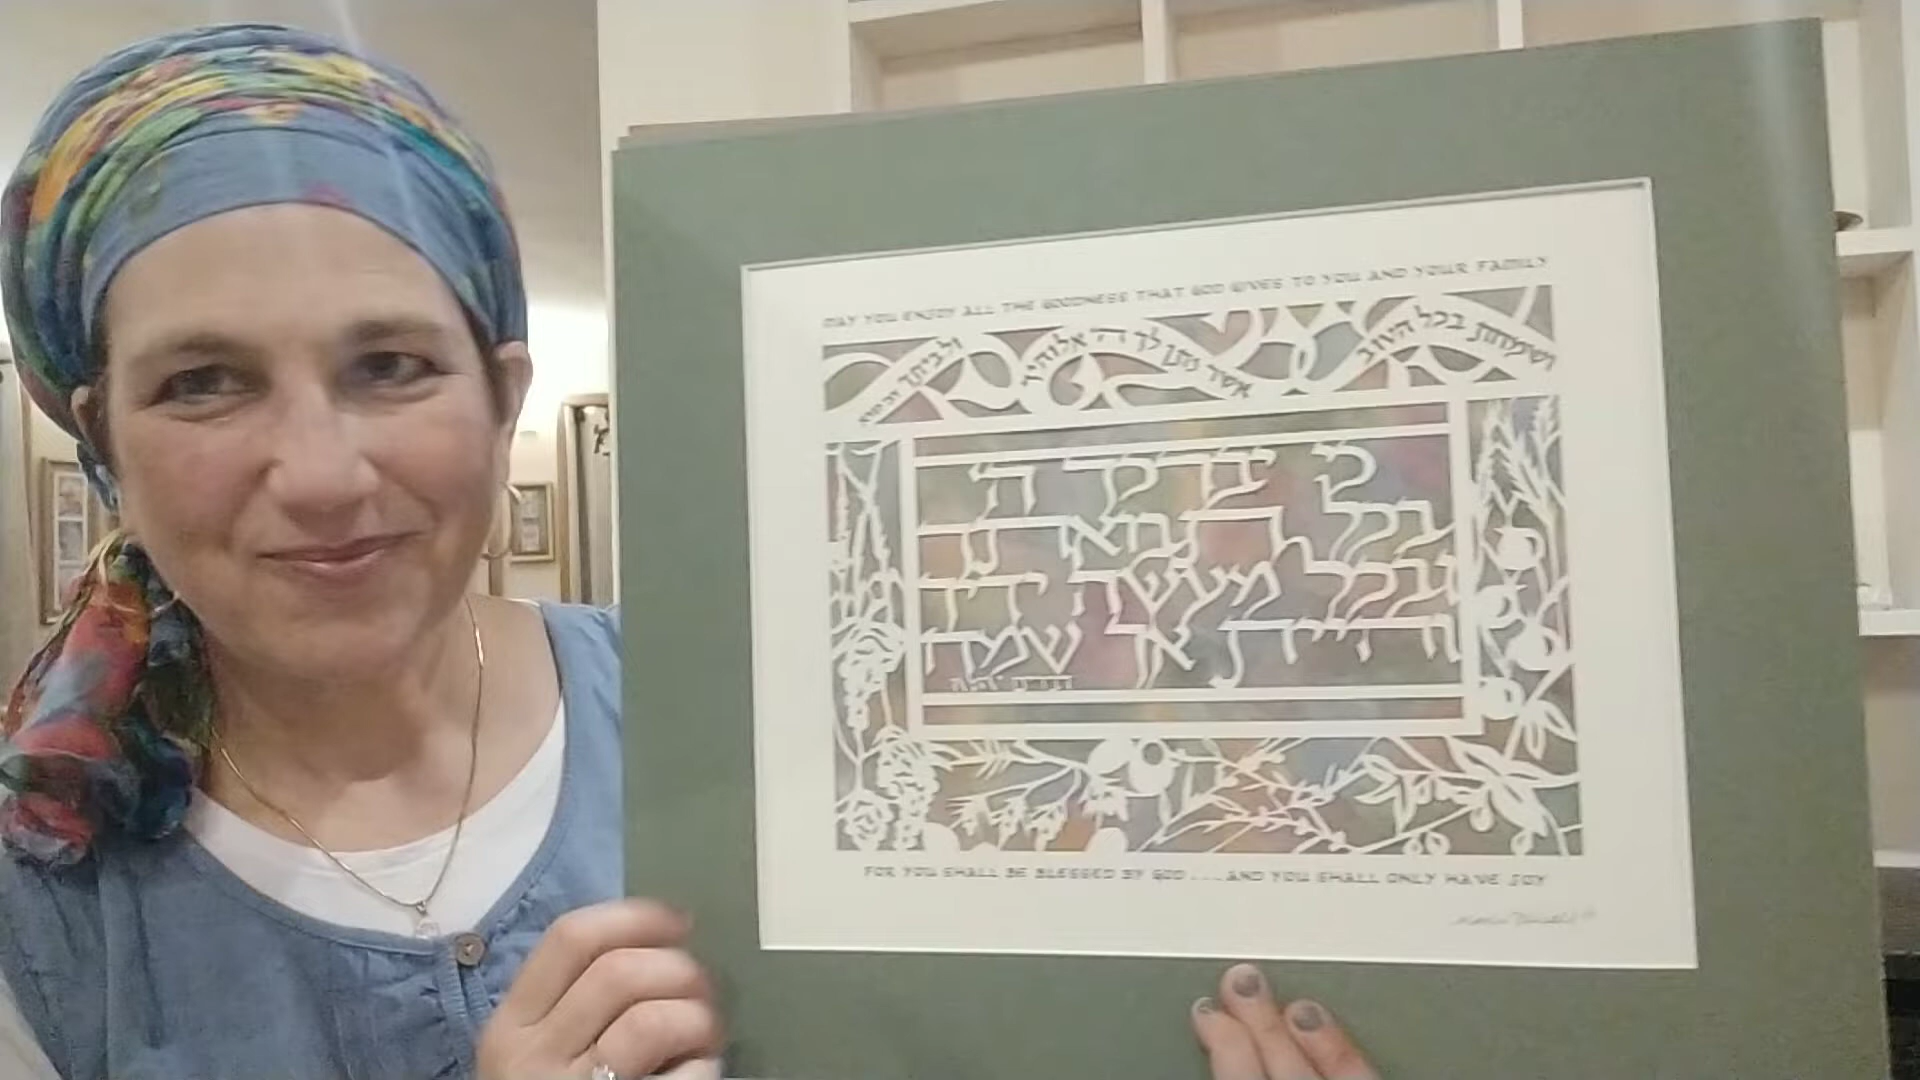 MAY YOU ENJOY ALL THE GOODNESS THAT GOD GIVES TO YOU AND YOUR FAMILY
ושמחת בכל הטוב
אשר נתן לך ה' אלוהיך
ולביתך
כי יברכך ה'
בכל תבואתך
ובכל מעשה ידיך
והיית אך שמח
FOR YOU SHALL BE BLESSED BY GOD...AND YOU SHALL ONLY HAVE JOY